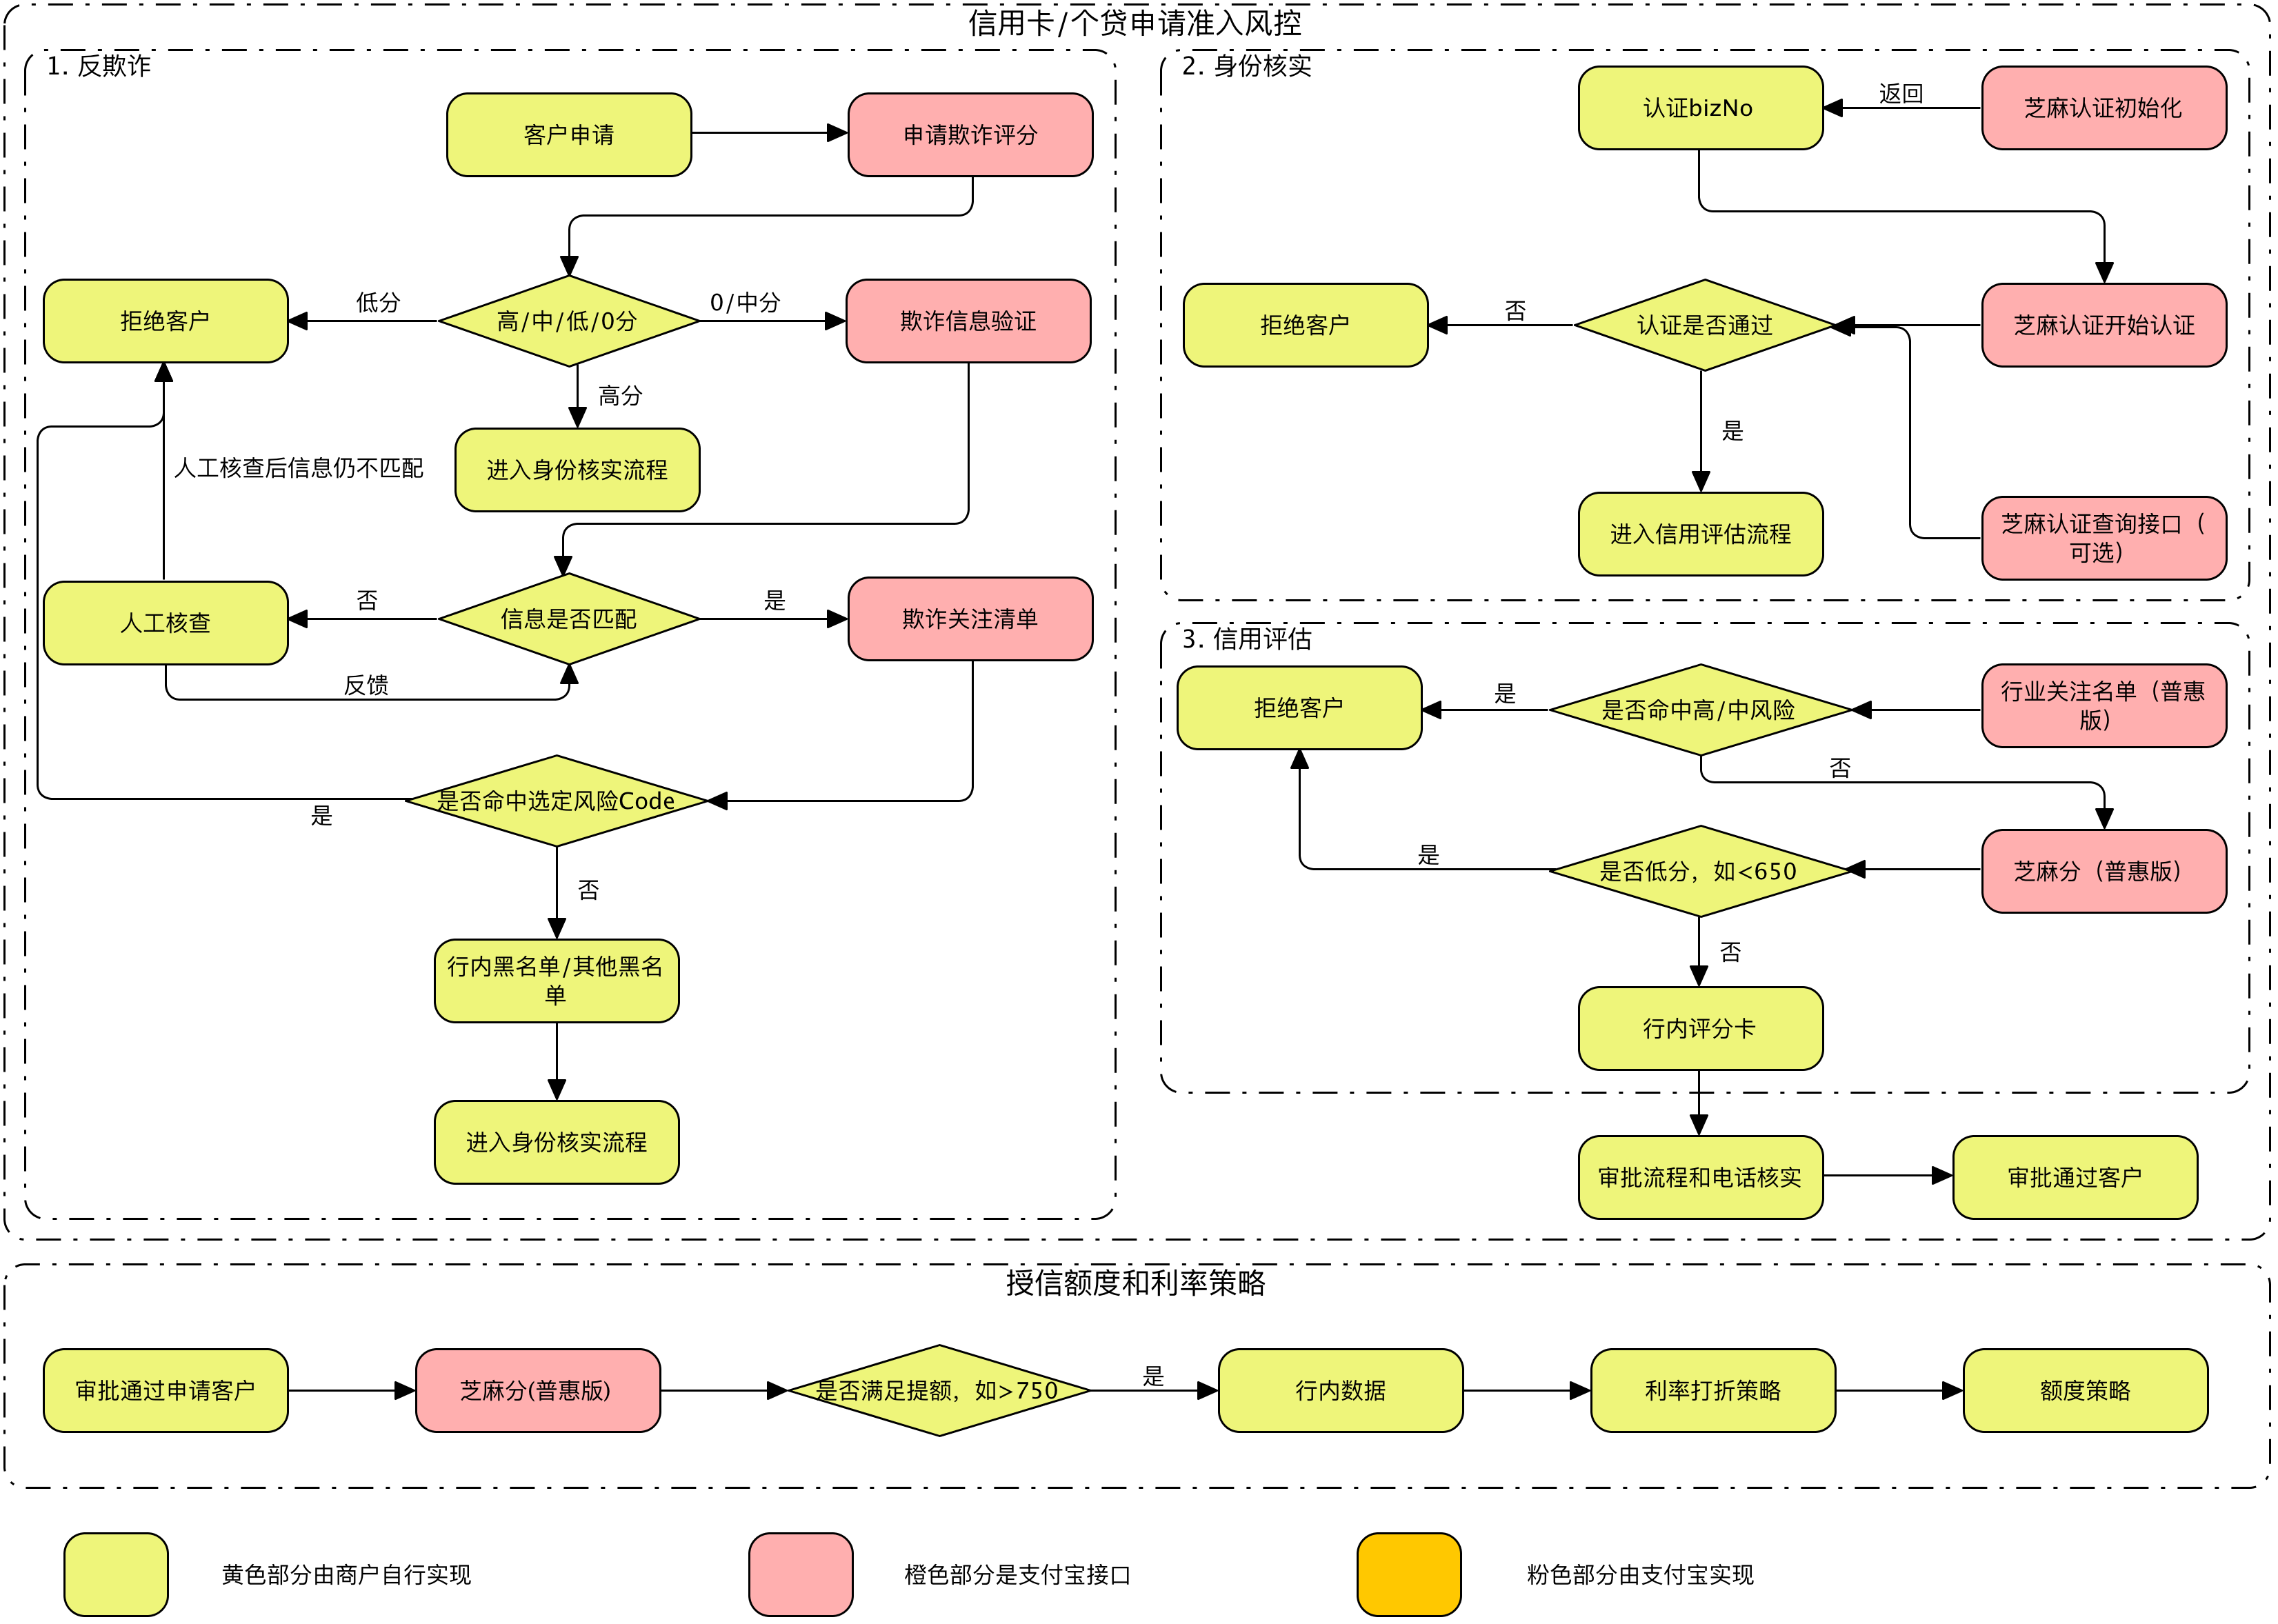 信用卡/个贷申请准入风控
1. 反欺诈
客户申请
申请欺诈评分
拒绝客户
低分
高/中/低/0分
0/中分
欺诈信息验证
高分
进入身份核实流程
人工核查后信息仍不匹配
人工核查
否
信息是否匹配
是
欺诈关注清单
反馈
是否命中选定风险Code
是
否
行内黑名单/其他黑名
单
进入身份核实流程
2. 身份核实
认证bizNo
返回
芝麻认证初始化
拒绝客户
否
认证是否通过
芝麻认证开始认证
是
进入信用评估流程
芝麻认证查询接口（
可选）
3. 信用评估
拒绝客户
是
是否命中高/中风险
行业关注名单（普惠
版）
否
是
是否低分，如<650
芝麻分（普惠版）
否
行内评分卡
审批流程和电话核实
审批通过客户
授信额度和利率策略
审批通过申请客户
芝麻分(普惠版)
是否满足提额，如>750
是
行内数据
利率打折策略
额度策略
黄色部分由商户自行实现
橙色部分是支付宝接口
粉色部分由支付宝实现